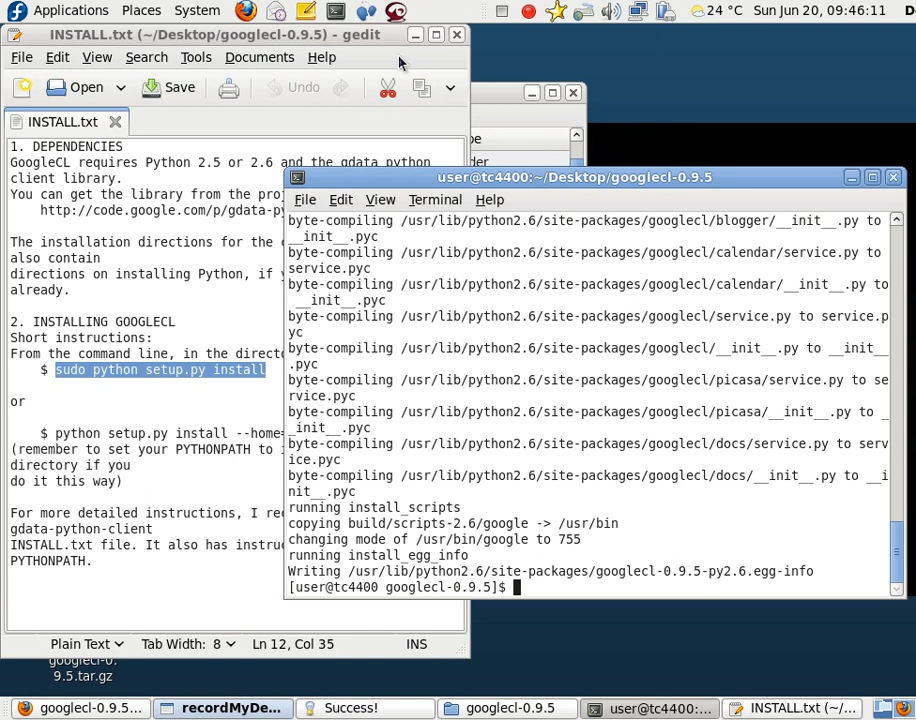 Applications Places System 24 °C Sun Jun 20, 09:46:11
INSTALL.txt (~/Desktop/googlecl-0.9.5) - gedit
File Edit View Search Tools Documents Help
Open Save Undo
INSTALL.txt
1. DEPENDENCIES
GoogleCL requires Python 2.5 or 2.6 and the gdata python
client library.
You can get the library from the pro
http://code.google.com/p/gdata-py
The installation directions for the
also contain
directions on installing Python, if y
already.
2. INSTALLING GOOGLECL
Short instructions:
From the command line, in the directo
$ sudo python setup.py install
or
$ python setup.py install --home=
(remember to set your PYTHONPATH to
directory if you
do it this way)
For more detailed instructions, I rec
gdata-python-client
INSTALL.txt file. It also has instruc
PYTHONPATH.
Plain Text Tab Width: 8 Ln 12, Col 35 INS
user@tc4400:~/Desktop/googlecl-0.9.5
File Edit View Terminal Help
byte-compiling /usr/lib/python2.6/site-packages/googlecl/blogger/__init__.py to
__init__.pyc
byte-compiling /usr/lib/python2.6/site-packages/googlecl/calendar/service.py to
service.pyc
byte-compiling /usr/lib/python2.6/site-packages/googlecl/calendar/__init__.py to
__init__.pyc
byte-compiling /usr/lib/python2.6/site-packages/googlecl/service.py to service.p
yc
byte-compiling /usr/lib/python2.6/site-packages/googlecl/__init__.py to __init__
.pyc
byte-compiling /usr/lib/python2.6/site-packages/googlecl/picasa/service.py to se
rvice.pyc
byte-compiling /usr/lib/python2.6/site-packages/googlecl/picasa/__init__.py to _
_init__.pyc
byte-compiling /usr/lib/python2.6/site-packages/googlecl/docs/service.py to serv
ice.pyc
byte-compiling /usr/lib/python2.6/site-packages/googlecl/docs/__init__.py to __i
nit__.pyc
running install_scripts
copying build/scripts-2.6/google -> /usr/bin
changing mode of /usr/bin/google to 755
running install_egg_info
Writing /usr/lib/python2.6/site-packages/googlecl-0.9.5-py2.6.egg-info
[user@tc4400 googlecl-0.9.5]$
googlecl-0.
9.5.tar.gz
googlecl-0.9.5... recordMyDe... Success! googlecl-0.9.5 user@tc4400:... INSTALL.txt (~/...